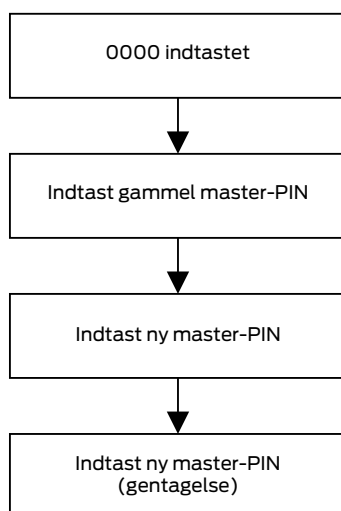 0000 indtastet
Indtast gammel master-PIN
Indtast ny master-PIN
Indtast ny master-PIN
(gentagelse)